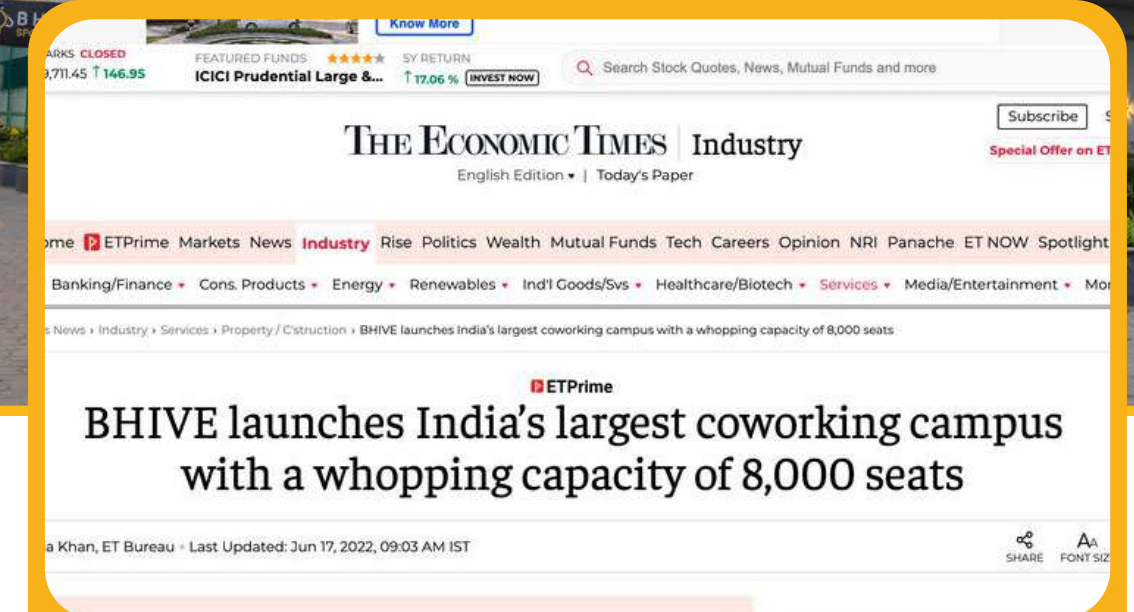 BH
Know More
ARKS CLOSED
9,711.45 ↑ 146.95
FEATURED FUNDS ★★★★★
ICICI Prudential Large &...
5Y RETURN
↑ 17.06 % INVEST NOW
Search Stock Quotes, News, Mutual Funds and more
THE ECONOMIC TIMES | Industry
English Edition ▾ | Today's Paper
Subscribe S
Special Offer on ET
ome ETPrime Markets News Industry Rise Politics Wealth Mutual Funds Tech Careers Opinion NRI Panache ET NOW Spotlight
Banking/Finance ▾ Cons. Products ▾ Energy ▾ Renewables ▾ Ind'l Goods/Svs ▾ Healthcare/Biotech ▾ Services ▾ Media/Entertainment ▾ Mor
s News › Industry › Services › Property / C'struction › BHIVE launches India's largest coworking campus with a whopping capacity of 8,000 seats
ETPrime
BHIVE launches India's largest coworking campus
with a whopping capacity of 8,000 seats
a Khan, ET Bureau • Last Updated: Jun 17, 2022, 09:03 AM IST
SHARE
AA
FONT SIZ